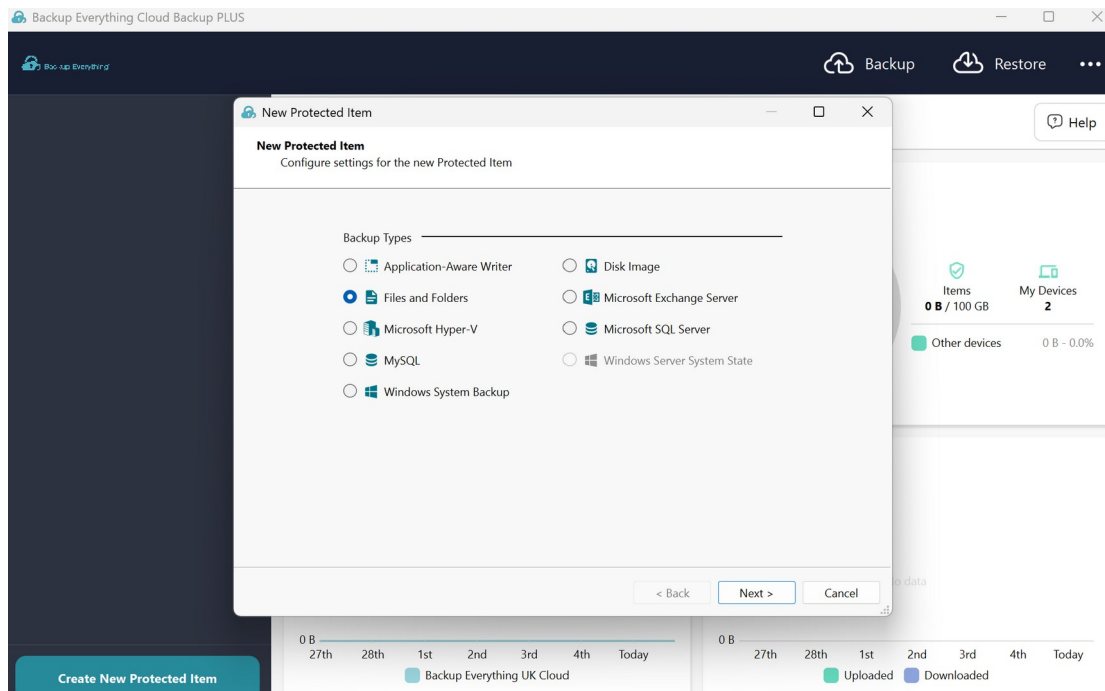 Backup Everything Cloud Backup PLUS
Backup Restore
New Protected Item
Help
New Protected Item
Configure settings for the new Protected Item
Backup Types
Application-Aware Writer
Disk Image
Files and Folders
Microsoft Exchange Server
Microsoft Hyper-V
Microsoft SQL Server
MySQL
Windows Server System State
Windows System Backup
Items
0 B / 100 GB
My Devices
2
Other devices 0 B - 0.0%
< Back Next > Cancel
data
0 B
27th 28th 1st 2nd 3rd 4th Today
Backup Everything UK Cloud
0 B
27th 28th 1st 2nd 3rd 4th Today
Uploaded Downloaded
Create New Protected Item